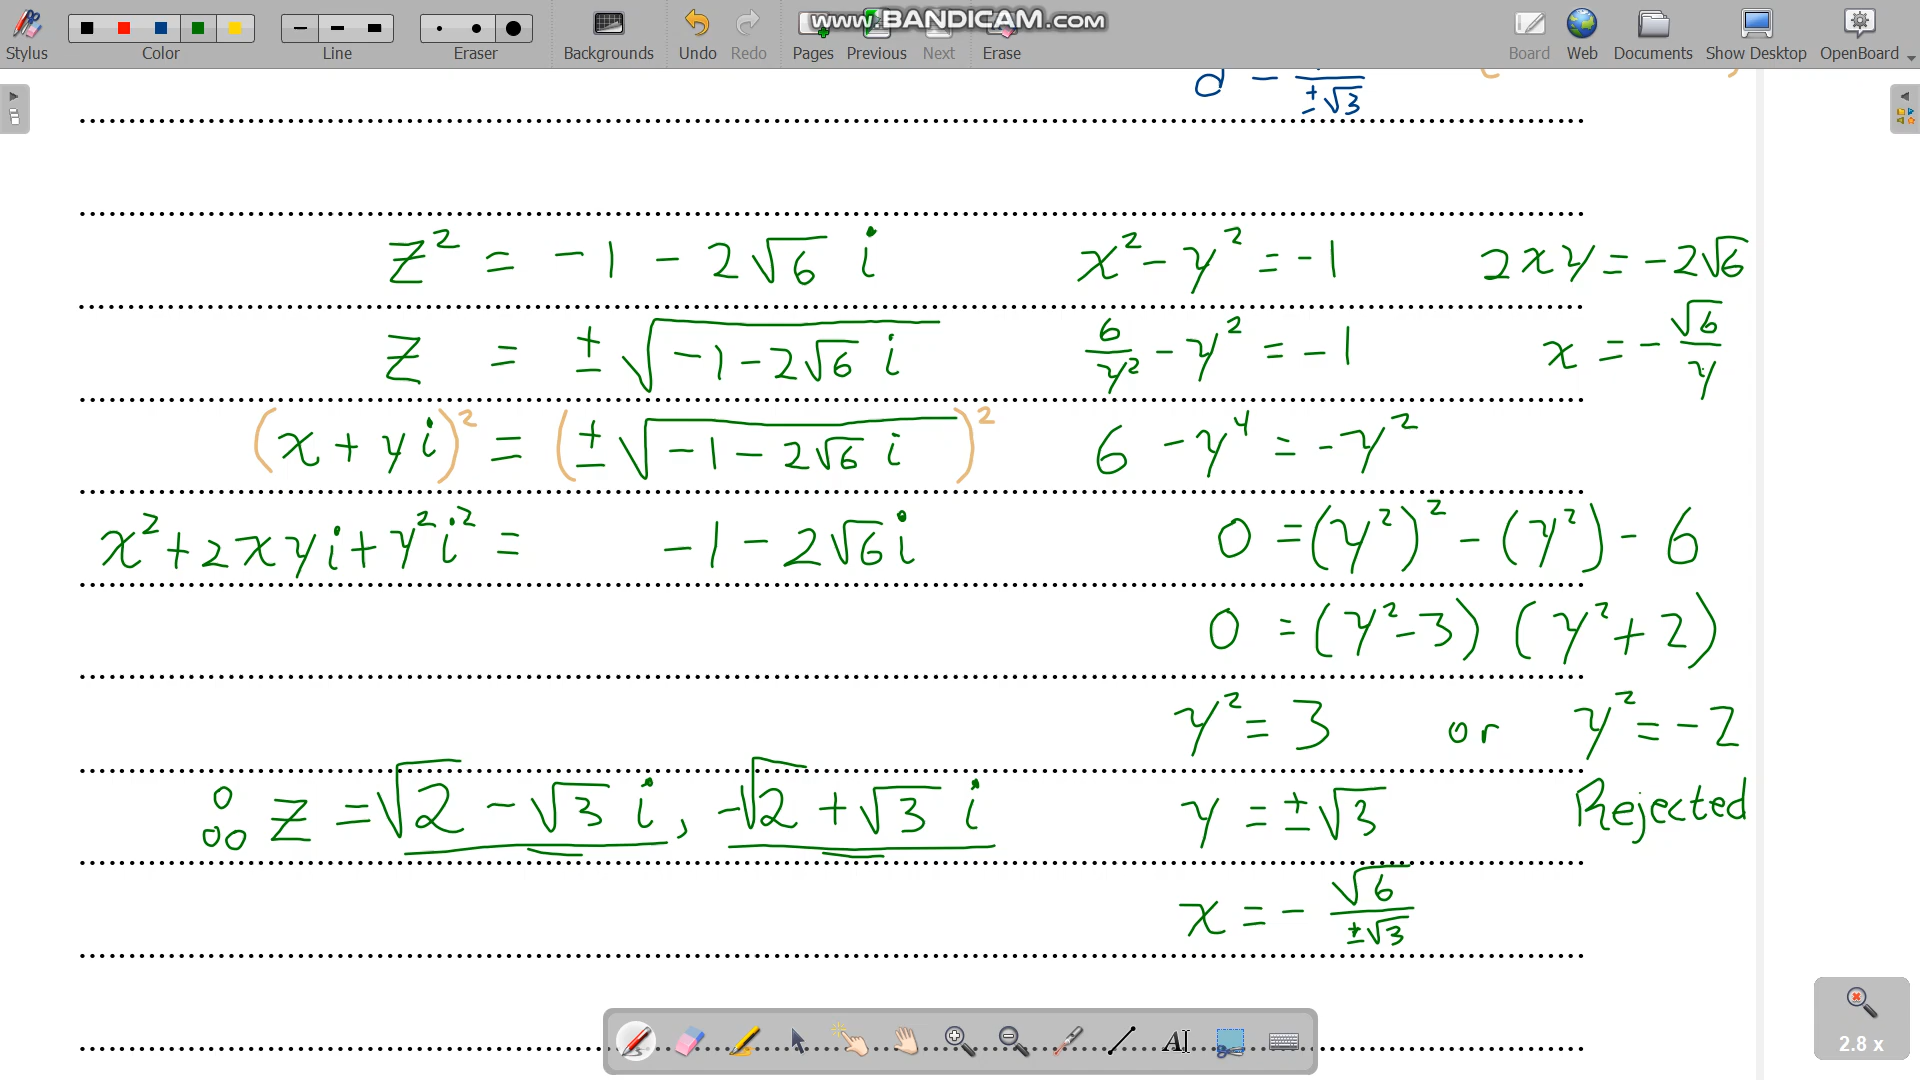 www.BANDICAM.com
Stylus Color Line Eraser Backgrounds Undo Redo Pages Previous Next Erase Board Web Documents Show Desktop OpenBoard
d = ±√3
z² = -1 - 2√6 i
x² - y² = -1
2xy = -2√6
z = ±√(-1 - 2√6 i)
6/y² - y² = -1
x = -√6/y
(x + yi)² = (±√(-1 - 2√6 i))²
6 - y⁴ = -y²
x² + 2xyi + y²i² = -1 - 2√6i
0 = (y²)² - (y²) - 6
0 = (y² - 3) (y² + 2)
y² = 3 or y² = -2
∴ z = √2 - √3 i, -√2 + √3 i
y = ±√3
Rejected
x = - √6/±√3
2.8 x